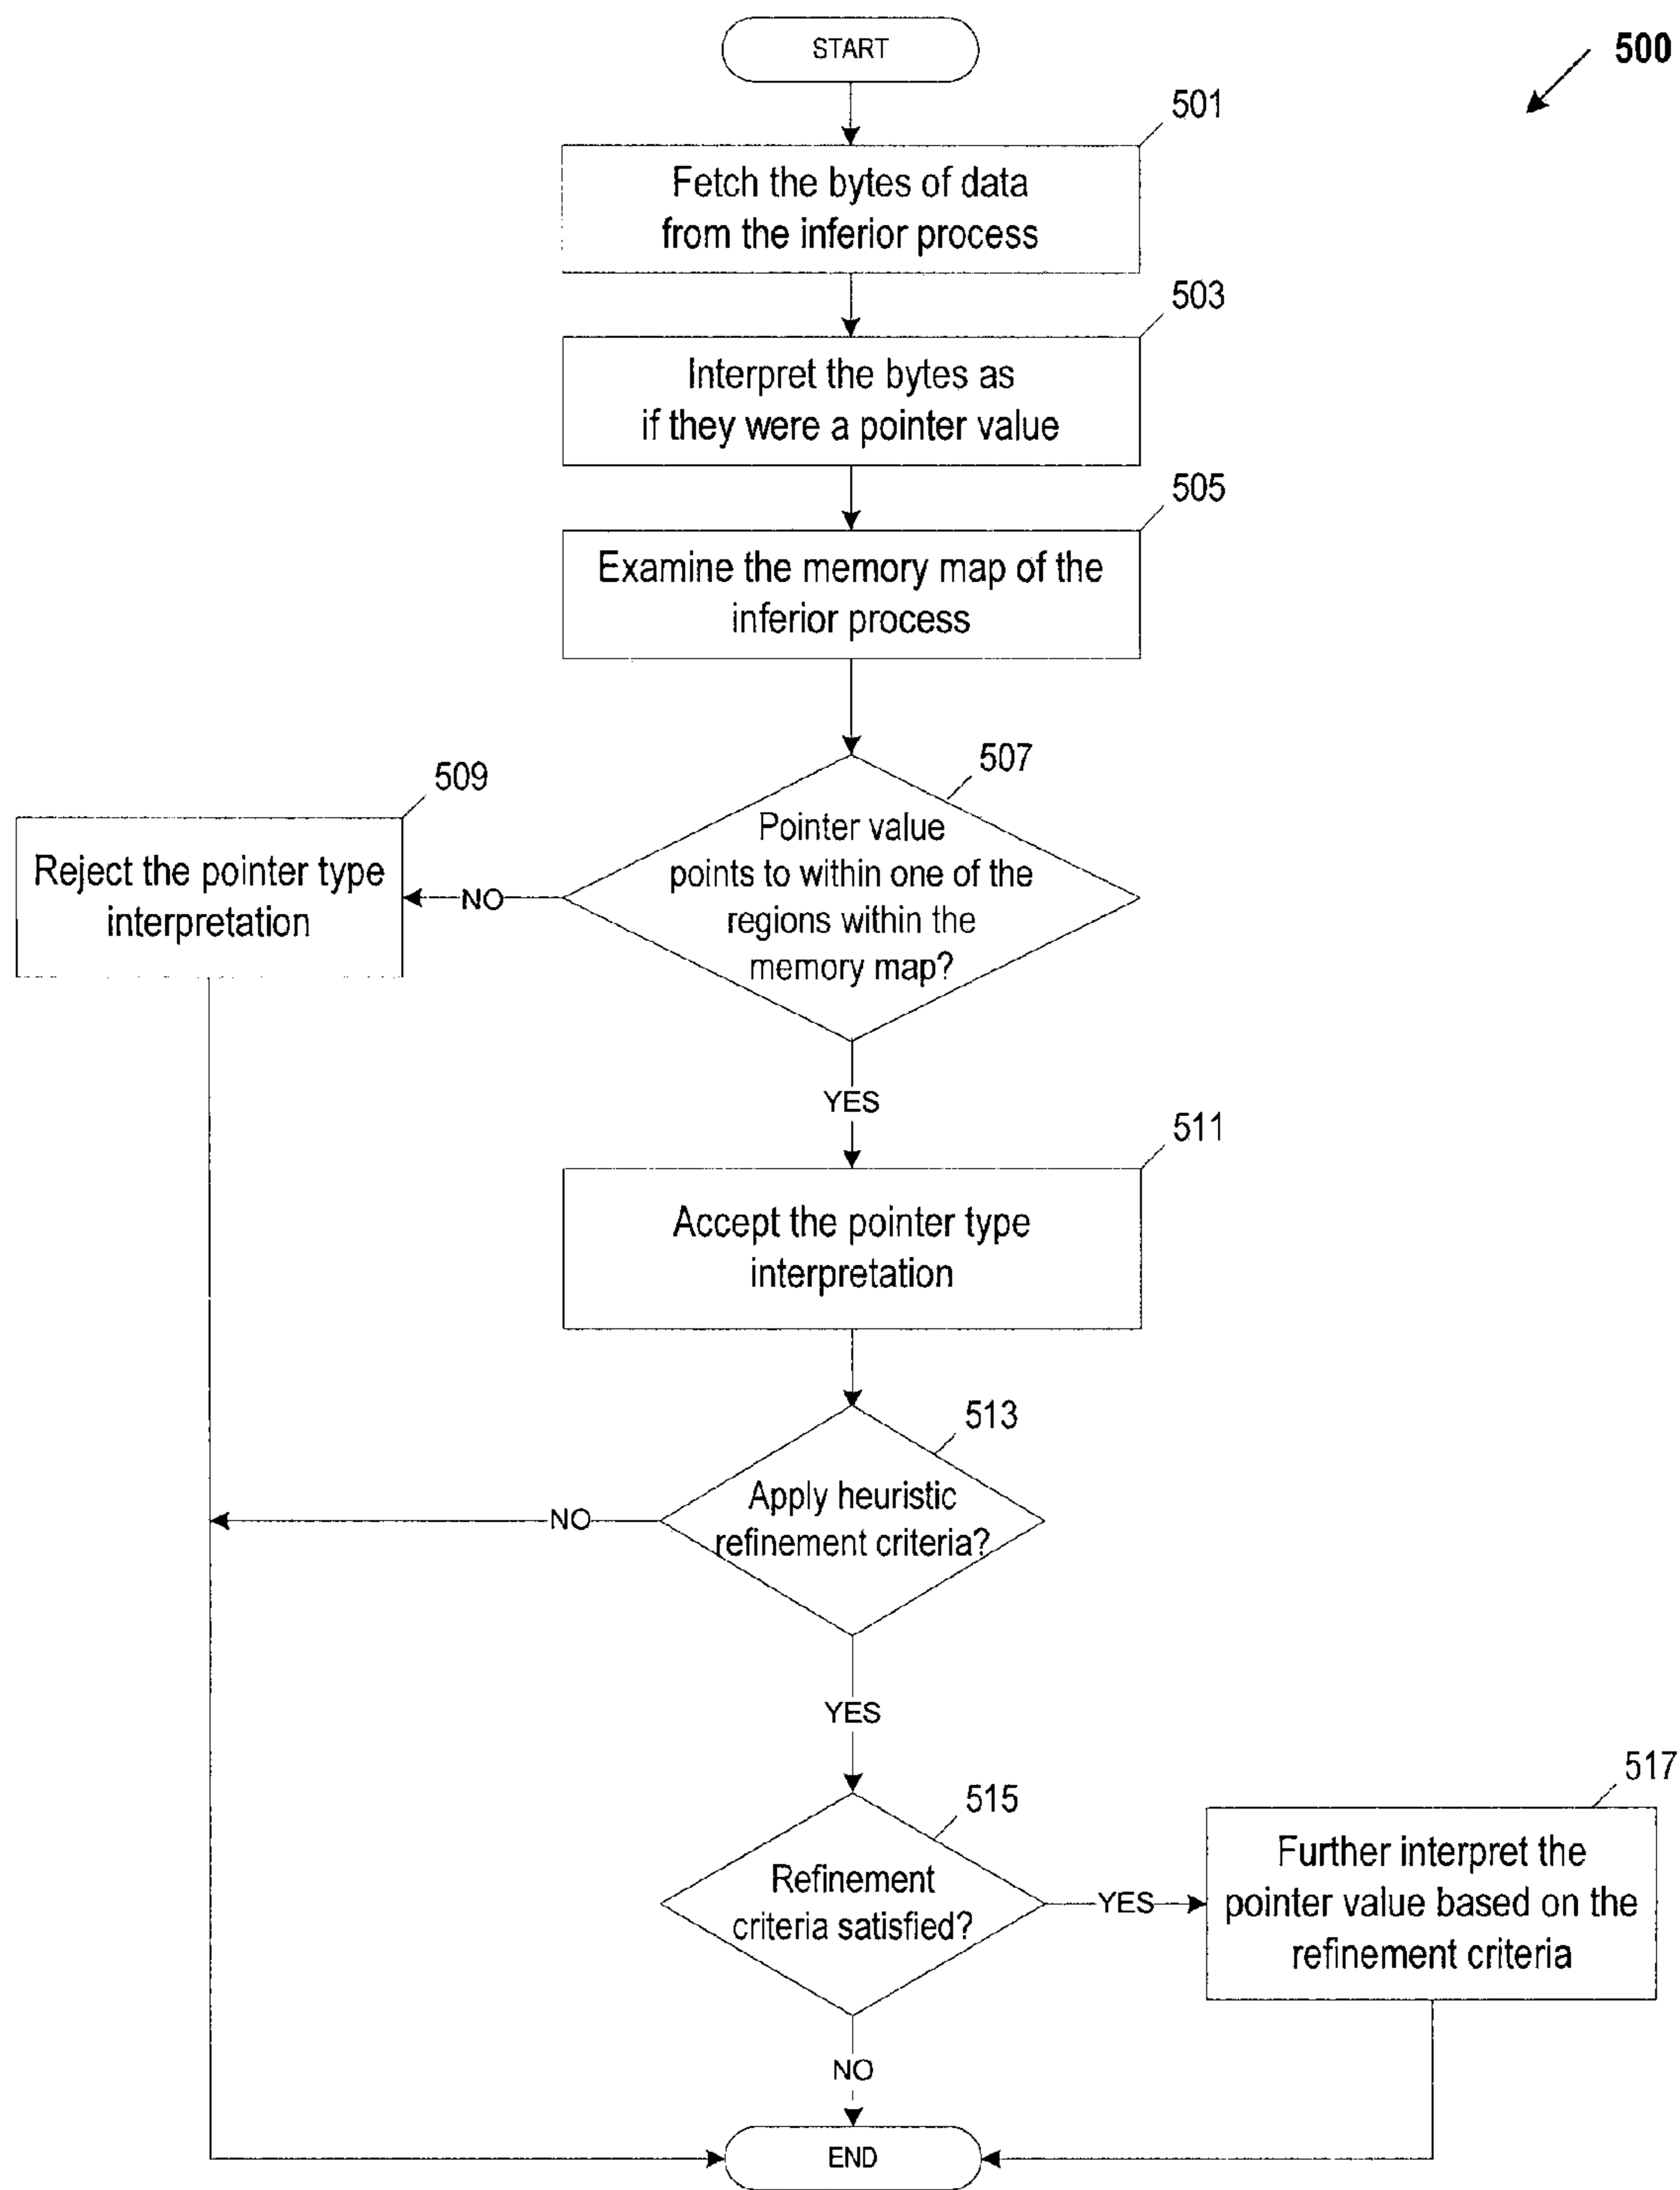 START
500
501
Fetch the bytes of data
from the inferior process
503
Interpret the bytes as
if they were a pointer value
505
Examine the memory map of the
inferior process
507
Pointer value
points to within one of the
regions within the
memory map?
509
Reject the pointer type
interpretation
NO
YES
511
Accept the pointer type
interpretation
513
Apply heuristic
refinement criteria?
NO
YES
515
Refinement
criteria satisfied?
YES
517
Further interpret the
pointer value based on the
refinement criteria
NO
END